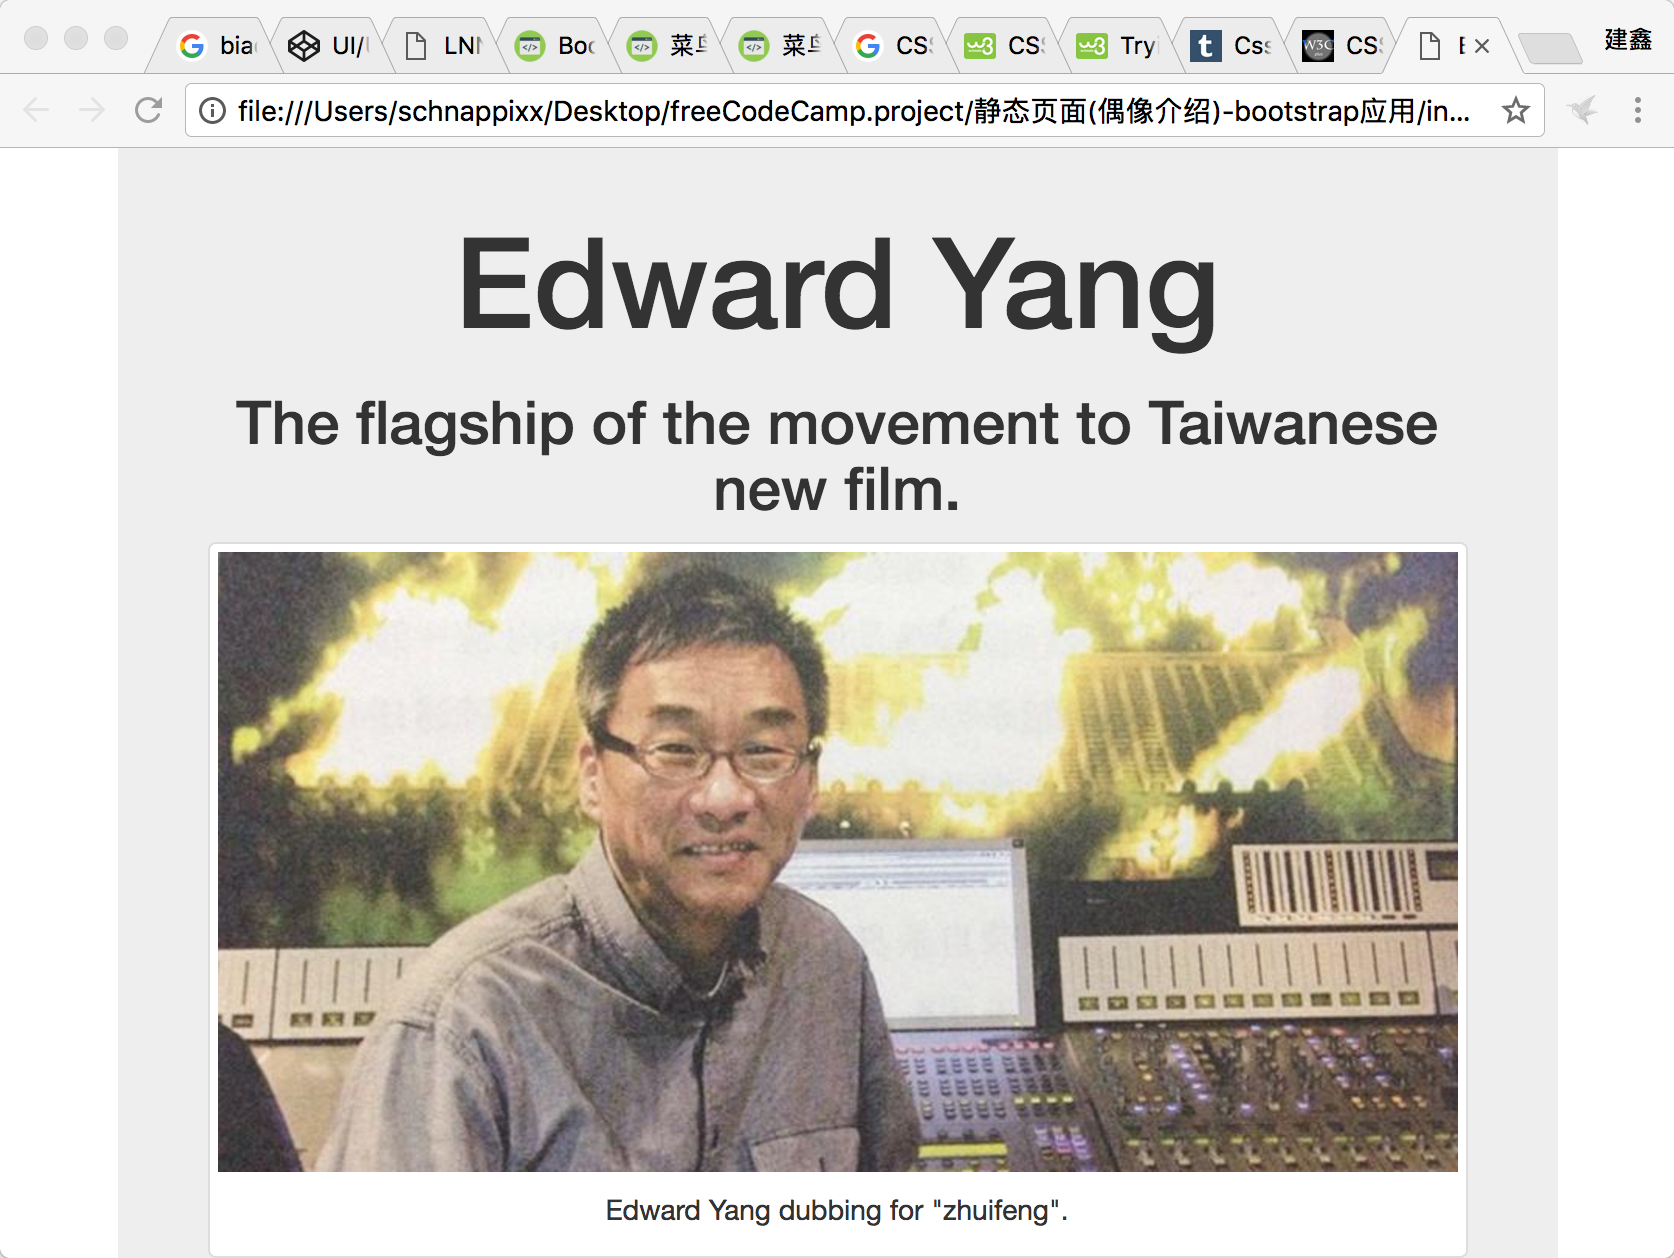 bia
UI/
LN
Boo
菜
菜
CS
CS
Try
Css
CS
建鑫
file:///Users/schnappixx/Desktop/freeCodeCamp.project/静态页面(偶像介绍)-bootstrap应用/in...
Edward Yang
The flagship of the movement to Taiwanese
new film.
Edward Yang dubbing for "zhuifeng".